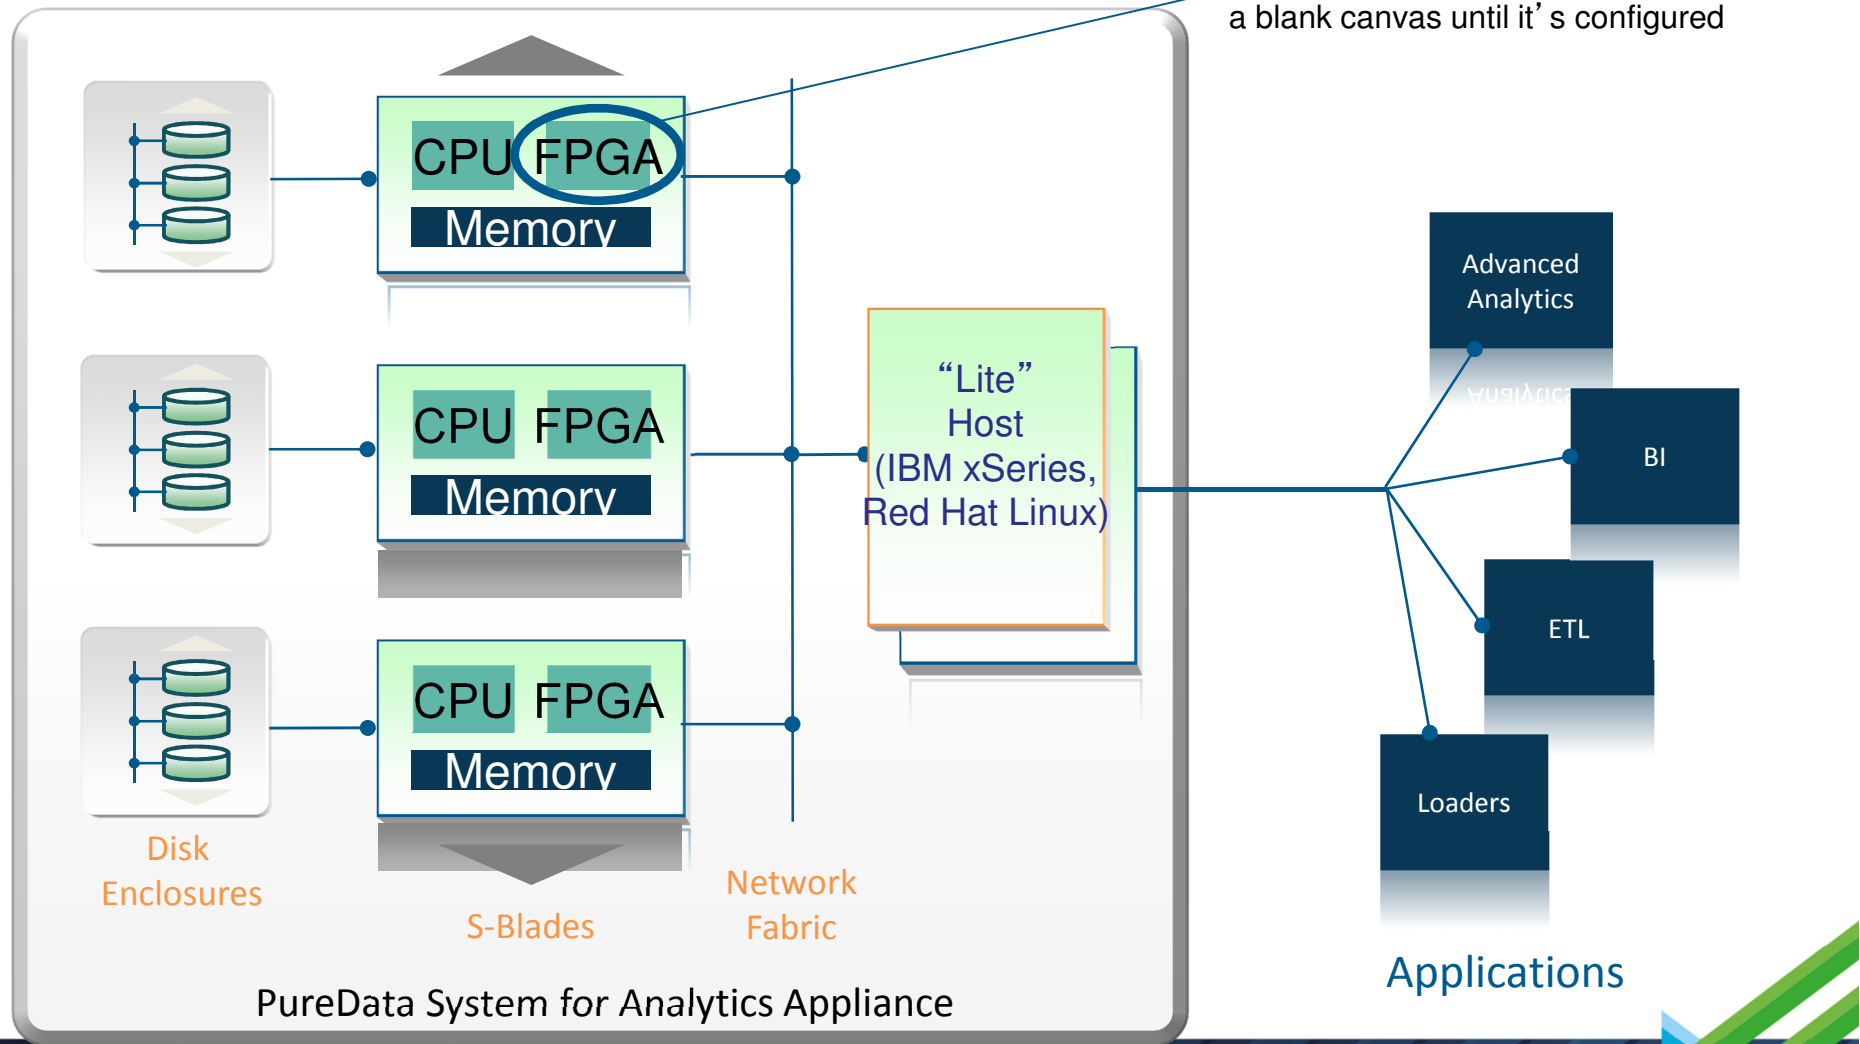 a blank canvas until it’s configured
CPU FPGA
Memory
CPU FPGA
Memory
CPU FPGA
Memory
“Lite”
Host
(IBM xSeries,
Red Hat Linux)
Advanced
Analytics
Analytics
BI
ETL
Loaders
Disk
Enclosures
S-Blades
Network
Fabric
Applications
PureData System for Analytics Appliance